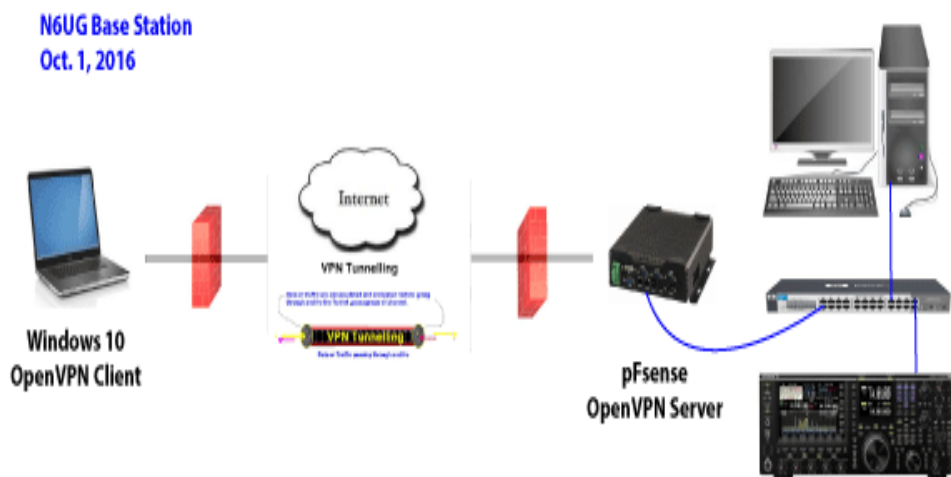 N6UG Base Station
Oct. 1, 2016
Internet
VPN Tunnelling
VPN Tunnelling
Windows 10
OpenVPN Client
pFsense
OpenVPN Server